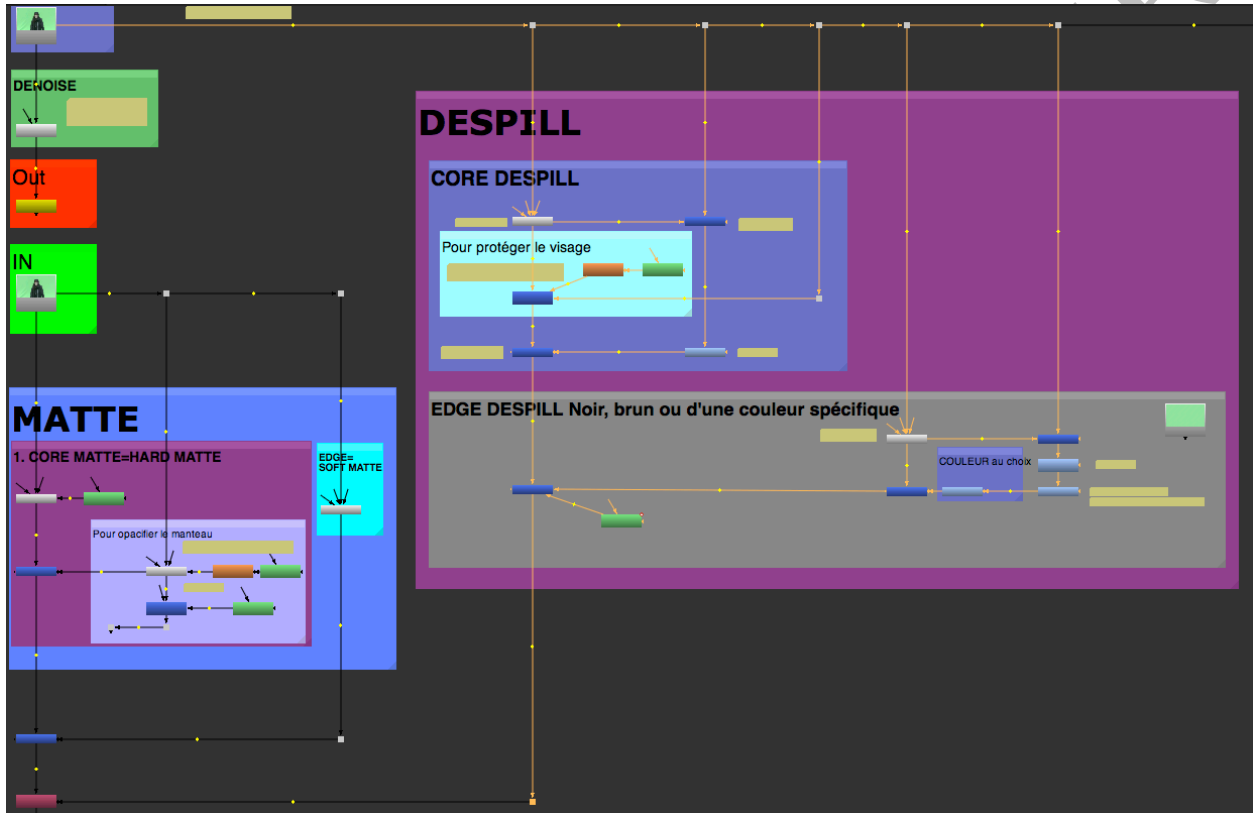 DENOISE
Out
IN
MATTE
1. CORE MATTE=HARD MATTE
EDGE=
SOFT MATTE
Pour opacifier le manteau
DESPILL
CORE DESPILL
Pour protéger le visage
EDGE DESPILL Noir, brun ou d'une couleur spécifique
COULEUR au choix